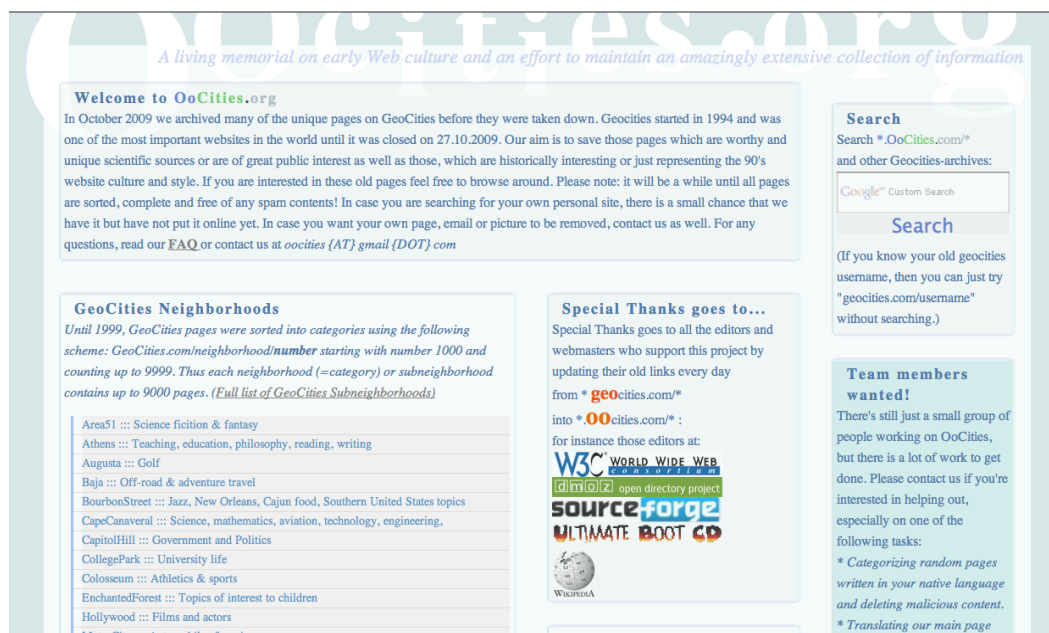 OoCities.org
A living memorial on early Web culture and an effort to maintain an amazingly extensive collection of information
Welcome to OoCities.org
In October 2009 we archived many of the unique pages on GeoCities before they were taken down. Geocities started in 1994 and was
one of the most important websites in the world until it was closed on 27.10.2009. Our aim is to save those pages which are worthy and
unique scientific sources or are of great public interest as well as those, which are historically interesting or just representing the 90's
website culture and style. If you are interested in these old pages feel free to browse around. Please note: it will be a while until all pages
are sorted, complete and free of any spam contents! In case you are searching for your own personal site, there is a small chance that we
have it but have not put it online yet. In case you want your own page, email or picture to be removed, contact us as well. For any
questions, read our FAQ or contact us at oocities {AT} gmail {DOT} com
GeoCities Neighborhoods
Until 1999, GeoCities pages were sorted into categories using the following
scheme: GeoCities.com/neighborhood/number starting with number 1000 and
counting up to 9999. Thus each neighborhood (=category) or subneighborhood
contains up to 9000 pages. (Full list of GeoCities Subneighborhoods)
Area51 ::: Science ficition & fantasy
Athens ::: Teaching, education, philosophy, reading, writing
Augusta ::: Golf
Baja ::: Off-road & adventure travel
BourbonStreet ::: Jazz, New Orleans, Cajun food, Southern United States topics
CapeCanaveral ::: Science, mathematics, aviation, technology, engineering,
CapitolHill ::: Government and Politics
CollegePark ::: University life
Colosseum ::: Athletics & sports
EnchantedForest ::: Topics of interest to children
Hollywood ::: Films and actors
Special Thanks goes to...
Special Thanks goes to all the editors and
webmasters who support this project by
updating their old links every day
from * geocities.com/*
into *.OOcities.com/* :
for instance those editors at:
W3C WORLD WIDE WEB
consortium
dmoz open directory project
sourceforge
ULTIMATE BOOT CD
WIKIPEDIA
Search
Search *.OoCities.com/*
and other Geocities-archives:
Google™ Custom Search
Search
(If you know your old geocities
username, then you can just try
"geocities.com/username"
without searching.)
Team members
wanted!
There's still just a small group of
people working on OoCities,
but there is a lot of work to get
done. Please contact us if you're
interested in helping out,
especially on one of the
following tasks:
* Categorizing random pages
written in your native language
and deleting malicious content.
* Translating our main page